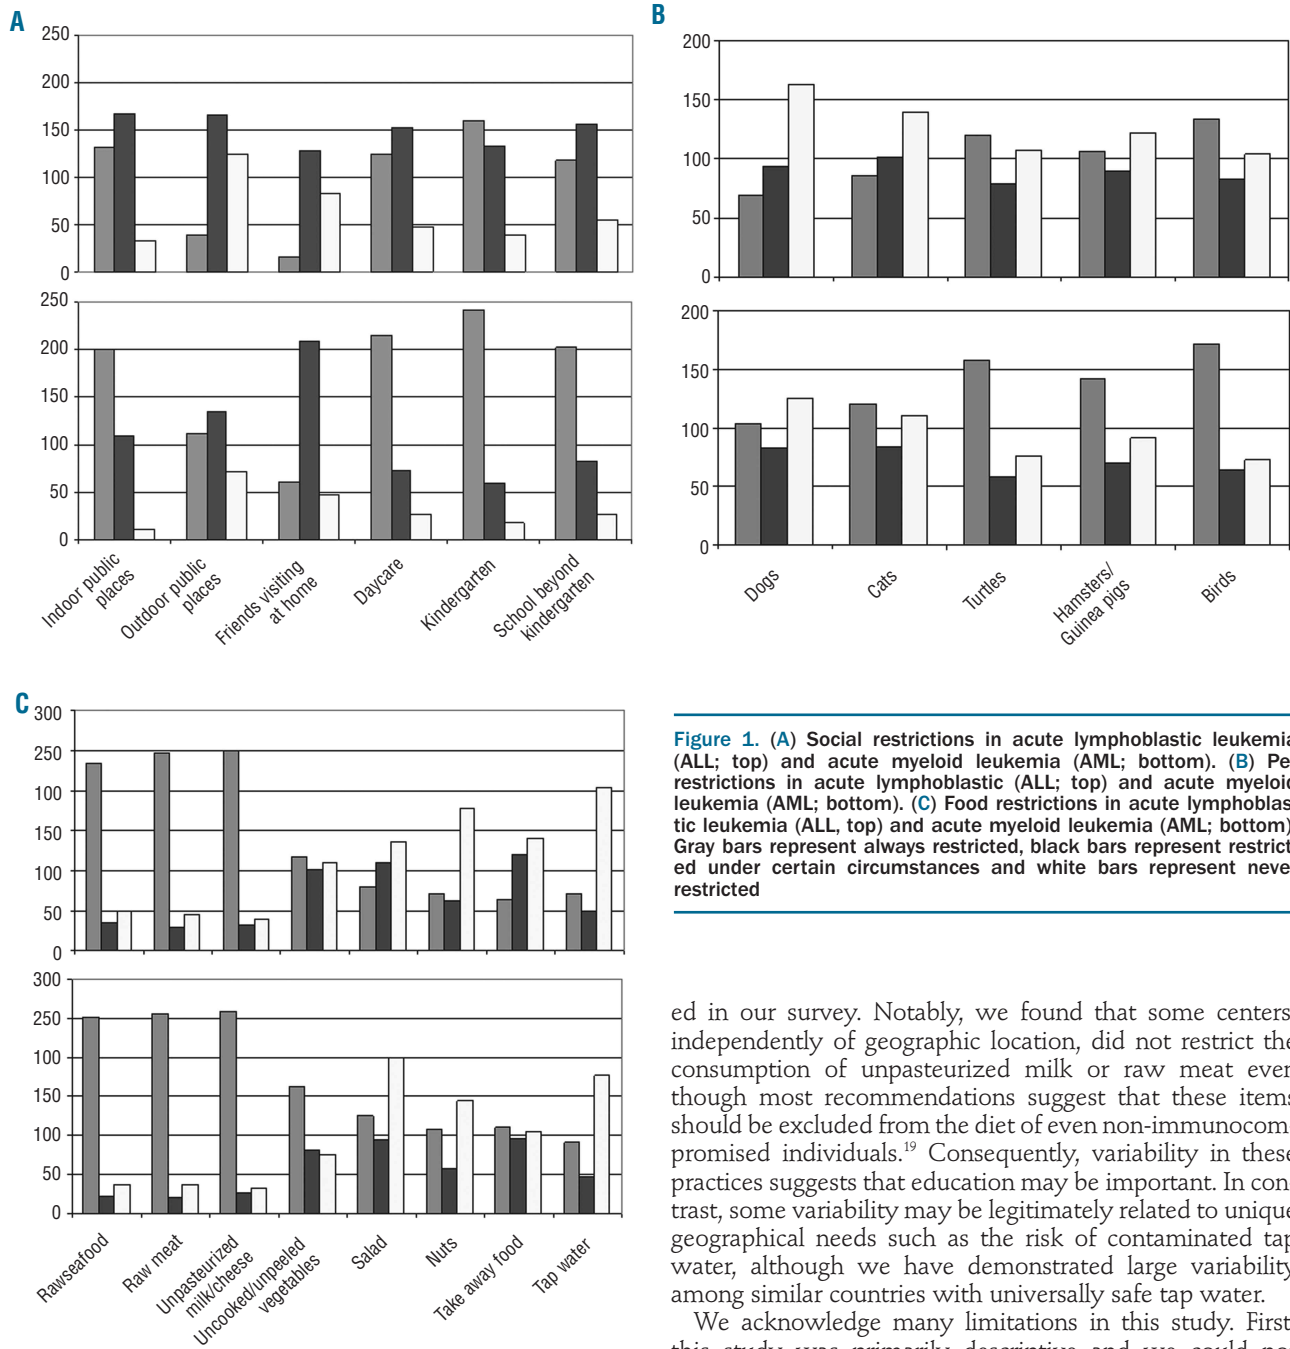 A
250
200
150
100
50
0
250
200
150
100
50
0
Indoor public
places
Outdoor public
places
Friends visiting
at home
Daycare
Kindergarten
School beyond
kindergarten
B
200
150
100
50
0
200
150
100
50
0
Dogs
Cats
Turtles
Hamsters/
Guinea pigs
Birds
C
300
250
100
150
100
50
0
300
250
100
150
100
50
0
Rawseafood
Raw meat
Unpasteurized
milk/cheese
Uncooked/unpeeled
vegetables
Salad
Nuts
Take away food
Tap water
Figure 1. (A) Social restrictions in acute lymphoblastic leukemia
(ALL; top) and acute myeloid leukemia (AML; bottom). (B) Pe
restrictions in acute lymphoblastic (ALL; top) and acute myeloid
leukemia (AML; bottom). (C) Food restrictions in acute lymphoblas
tic leukemia (ALL, top) and acute myeloid leukemia (AML; bottom)
Gray bars represent always restricted, black bars represent restrict
ed under certain circumstances and white bars represent neve
restricted
ed in our survey. Notably, we found that some centers
independently of geographic location, did not restrict the
consumption of unpasteurized milk or raw meat even
though most recommendations suggest that these items
should be excluded from the diet of even non-immunocom
promised individuals.19 Consequently, variability in these
practices suggests that education may be important. In con
trast, some variability may be legitimately related to unique
geographical needs such as the risk of contaminated tap
water, although we have demonstrated large variability
among similar countries with universally safe tap water.
We acknowledge many limitations in this study. First
this study was primarily descriptive and we could no